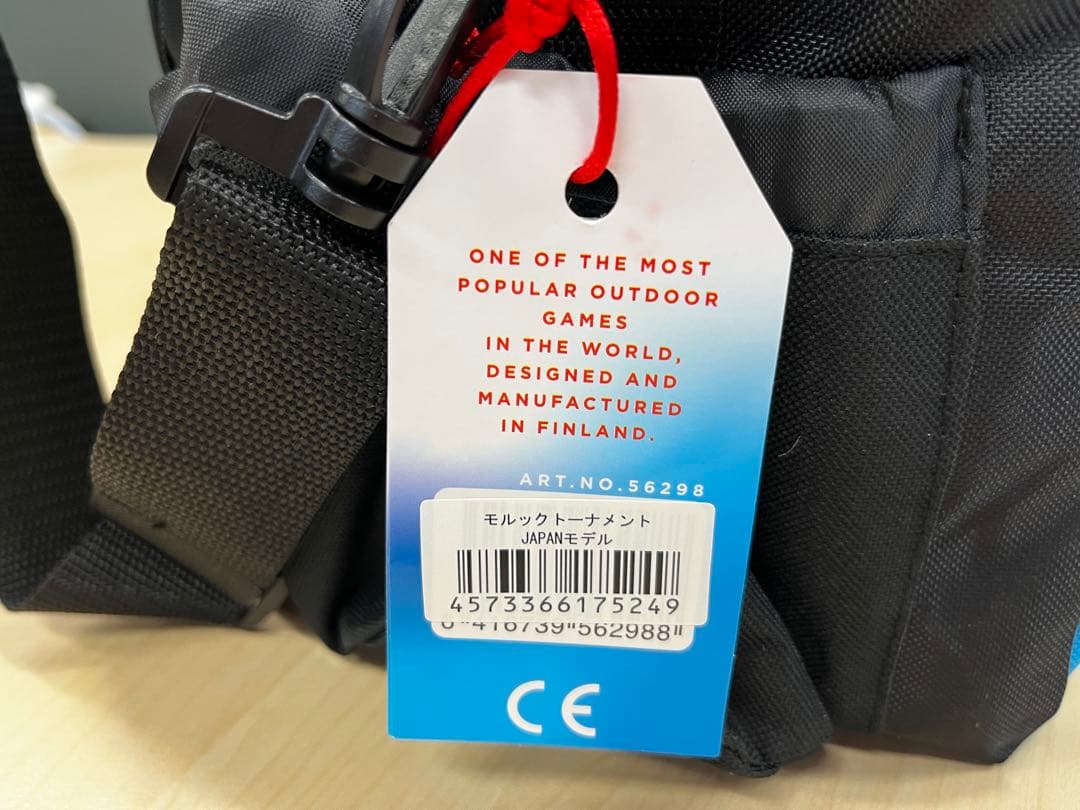 ONE OF THE MOST
POPULAR OUTDOOR
GAMES
IN THE WORLD,
DESIGNED AND
MANUFACTURED
IN FINLAND.
ART.NO.56298
モルックトーナメント
JAPANモデル
4573366175249
416739"562988"
CE